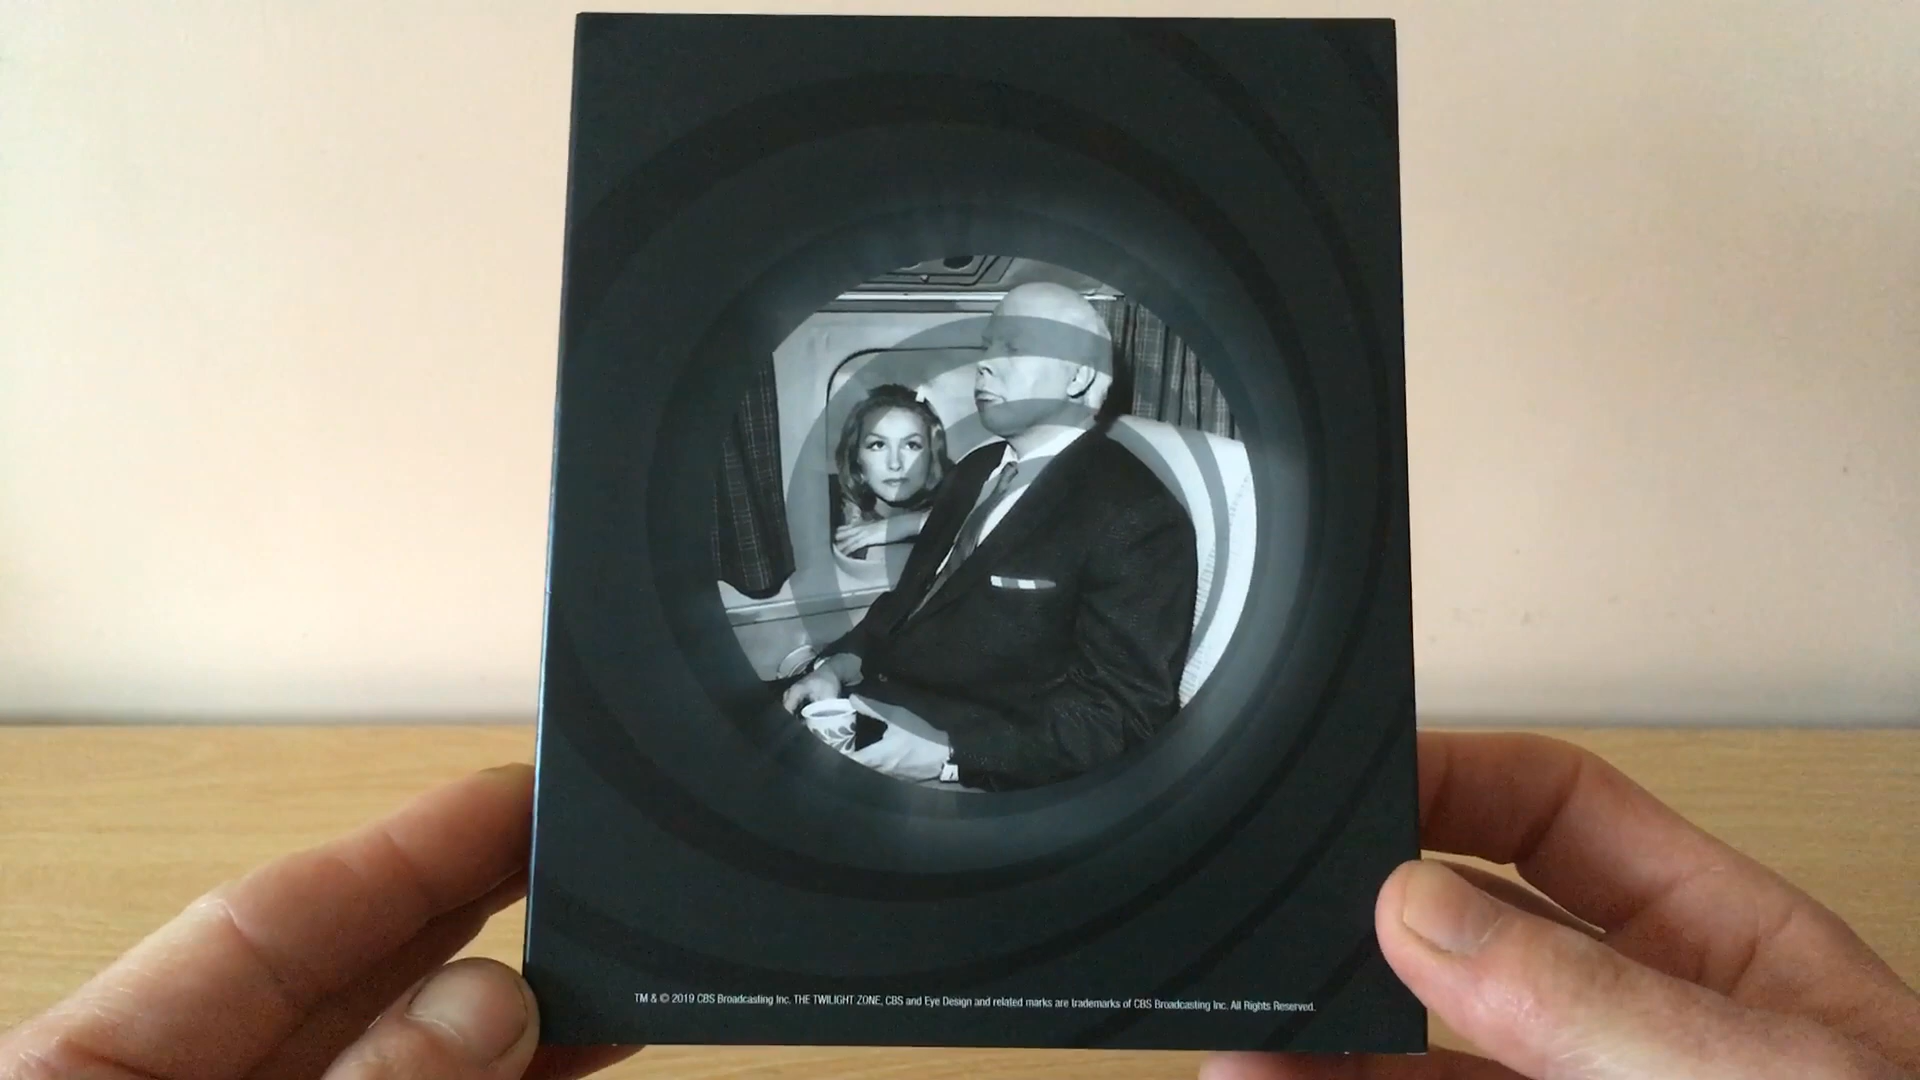 TM & © 2019 CBS Broadcasting Inc. THE TWILIGHT ZONE, CBS and Eye Design and related marks are trademarks of CBS Broadcasting Inc. All Rights Reserved.